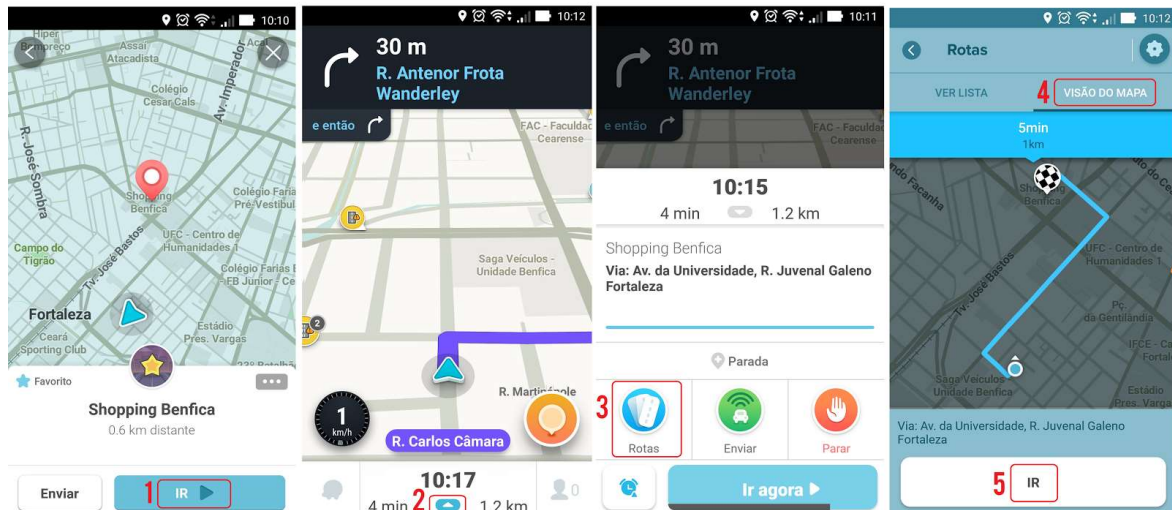 10:10
Hiper
Bompreço
Assaí
Atacadista
Av. Imperador
Colégio
Cesar Cals
R. José Sombra
Shopping
Benfica
Colégio Faria
Pré-Vestibul
UFC - Centro de
Humanidades 1
Campo do
Tigrão
Tv. José Bastos
Colégio Farias B
- FB Júnior - Ce
Fortaleza
Ceará
Sporting Club
Estádio
Pres. Vargas
Favorito
Shopping Benfica
0.6 km distante
Enviar
1
IR
10:12
30 m
R. Antenor Frota
Wanderley
e então
FAC - Faculdade
Cearense
Saga Veículos -
Unidade Benfica
2
R. Martinópole
1
km/h
R. Carlos Câmara
10:17
4 min
2
1.2 km
0
10:11
30 m
R. Antenor Frota
Wanderley
e então
FAC - Faculdad
Cearense
10:15
4 min
1.2 km
Shopping Benfica
Via: Av. da Universidade, R. Juvenal Galeno
Fortaleza
Parada
3
Rotas
Enviar
Parar
Ir agora
10:12
Rotas
VER LISTA
4
VISÃO DO MAPA
5min
1km
Shopping
Benfica
UFC - Centro de
Humanidades 1
Tv. José Bastos
Pç.
da Gentilândia
IFCE - Ca
Fortal
Saga Veículos -
Unidade Benfica
Estádio
Pres. Varga
Via: Av. da Universidade, R. Juvenal Galeno
Fortaleza
5
IR